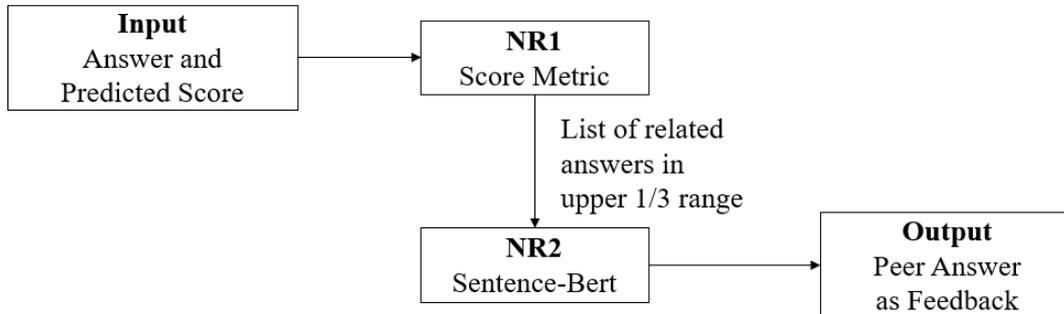 Input
Answer and
Predicted Score
NR1
Score Metric
List of related
answers in
upper 1/3 range
NR2
Sentence-Bert
Output
Peer Answer
as Feedback